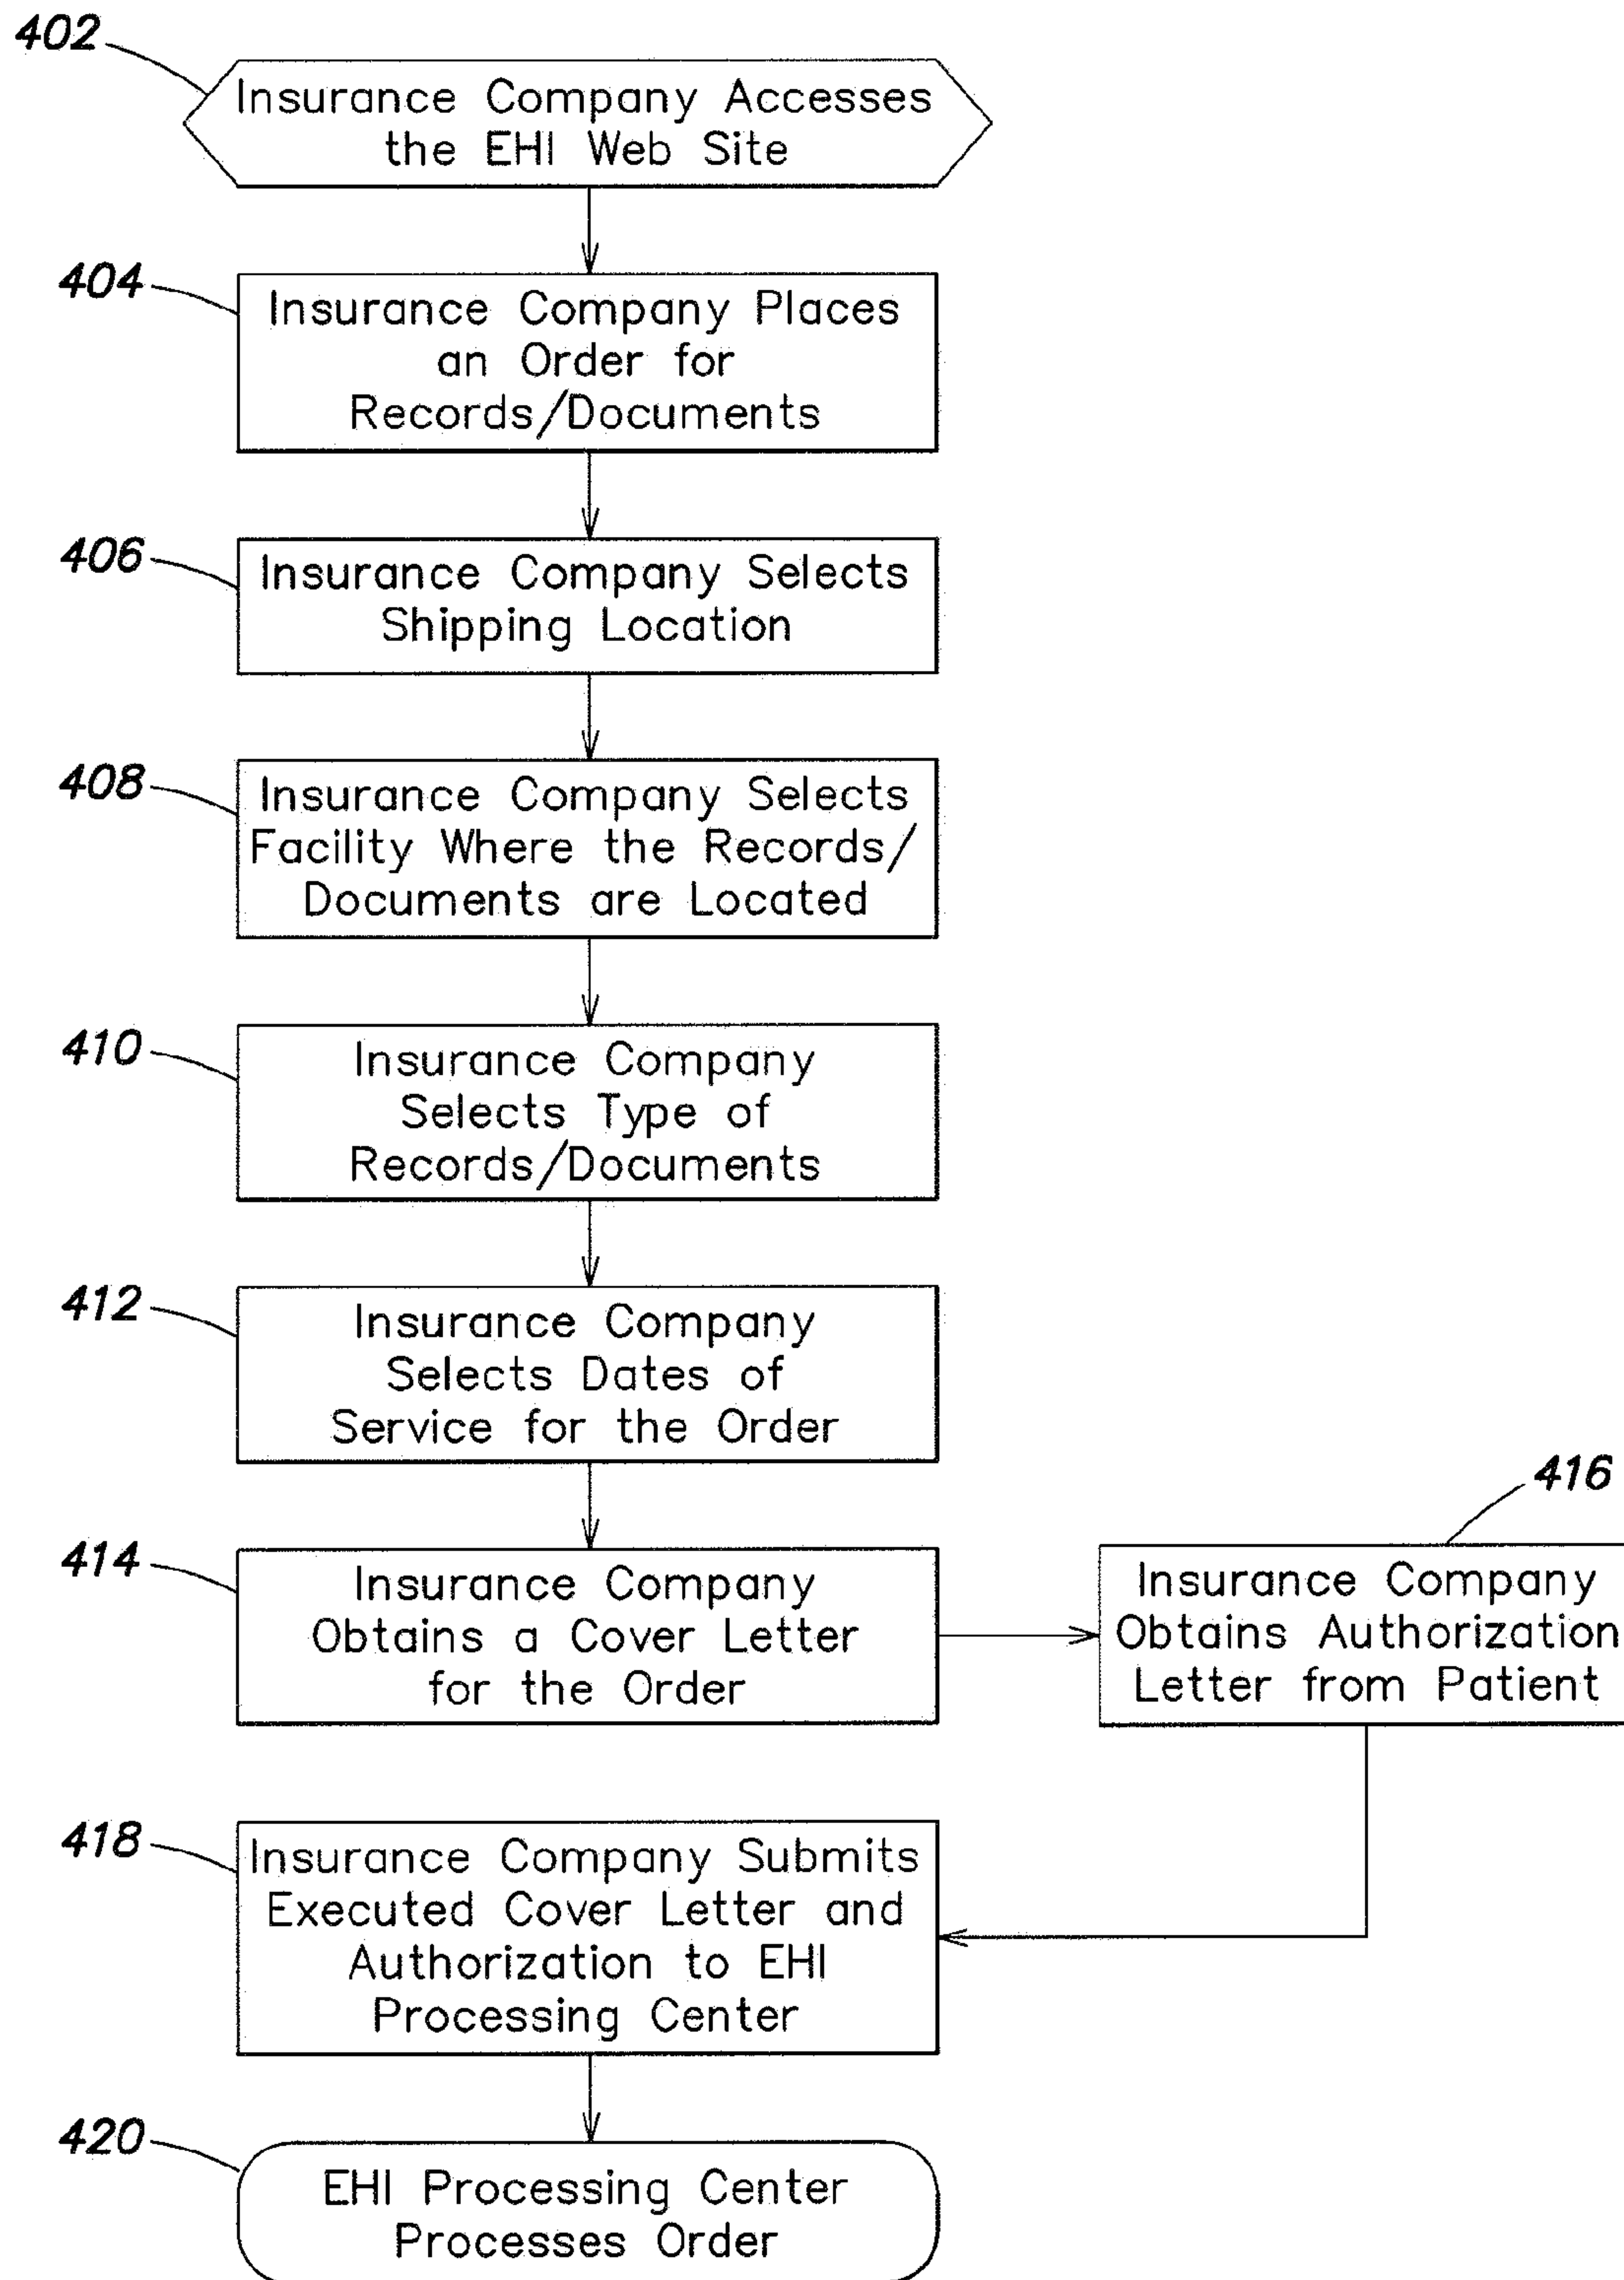 402
Insurance Company Accesses
the EHI Web Site
404
Insurance Company Places
an Order for
Records/Documents
406
Insurance Company Selects
Shipping Location
408
Insurance Company Selects
Facility Where the Records/
Documents are Located
410
Insurance Company
Selects Type of
Records/Documents
412
Insurance Company
Selects Dates of
Service for the Order
414
Insurance Company
Obtains a Cover Letter
for the Order
416
Insurance Company
Obtains Authorization
Letter from Patient
418
Insurance Company Submits
Executed Cover Letter and
Authorization to EHI
Processing Center
420
EHI Processing Center
Processes Order